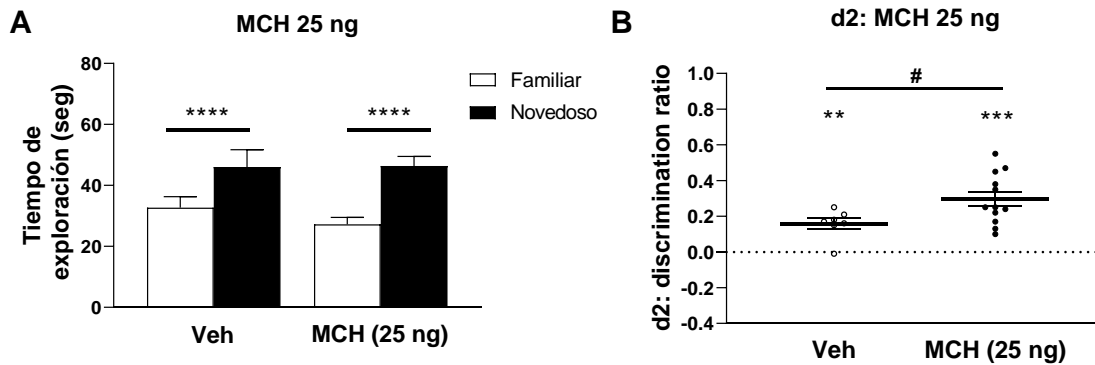 A
MCH 25 ng
Tiempo de
exploración (seg)
80
60
40
20
0
****
****
Veh
MCH (25 ng)
Familiar
Novedoso
B
d2: MCH 25 ng
d2: discrimination ratio
1.0
0.8
0.6
0.4
0.2
0.0
-0.2
-0.4
#
**
***
Veh
MCH (25 ng)